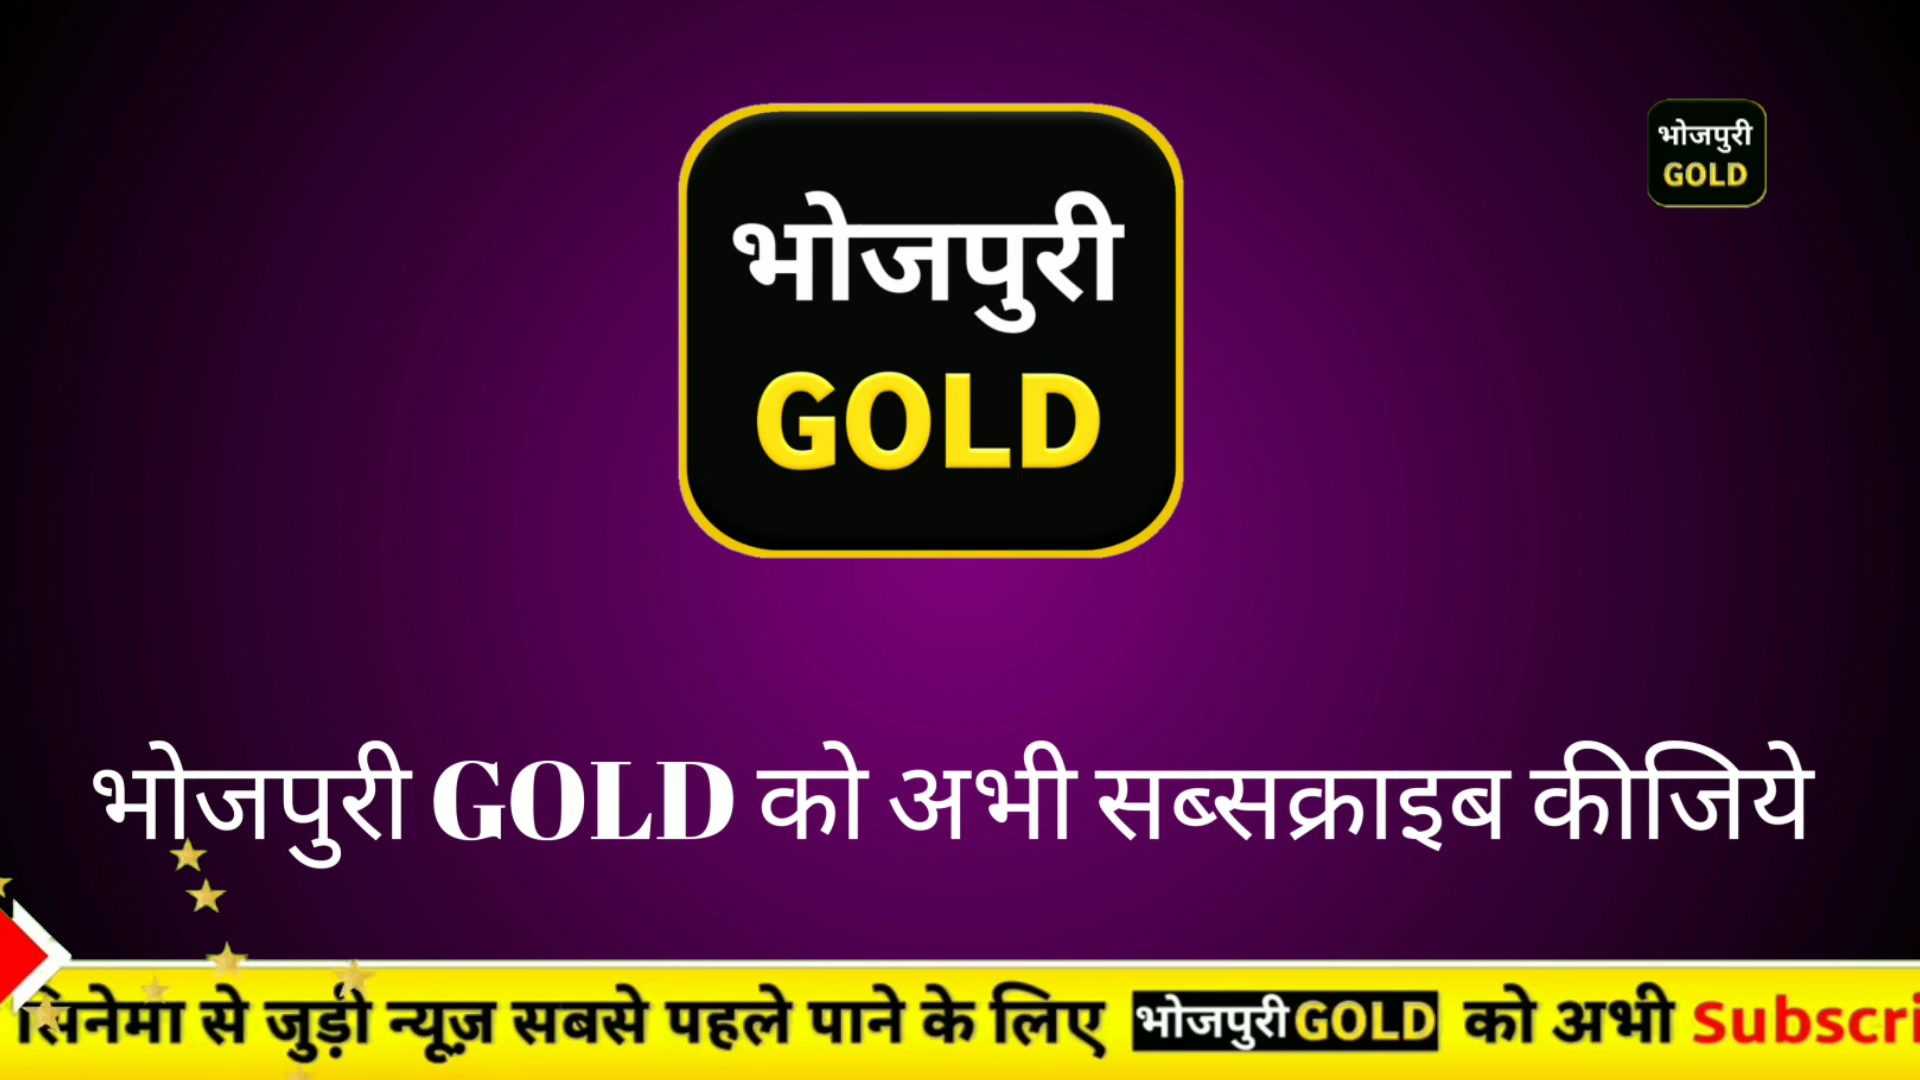 भोजपुरी
GOLD
भोजपुरी
GOLD
भोजपुरी GOLD को अभी सब्सक्राइब कीजिये
सिनेमा से जुड़ी न्यूज़ सबसे पहले पाने के लिए भोजपुरी GOLD को अभी Subscri